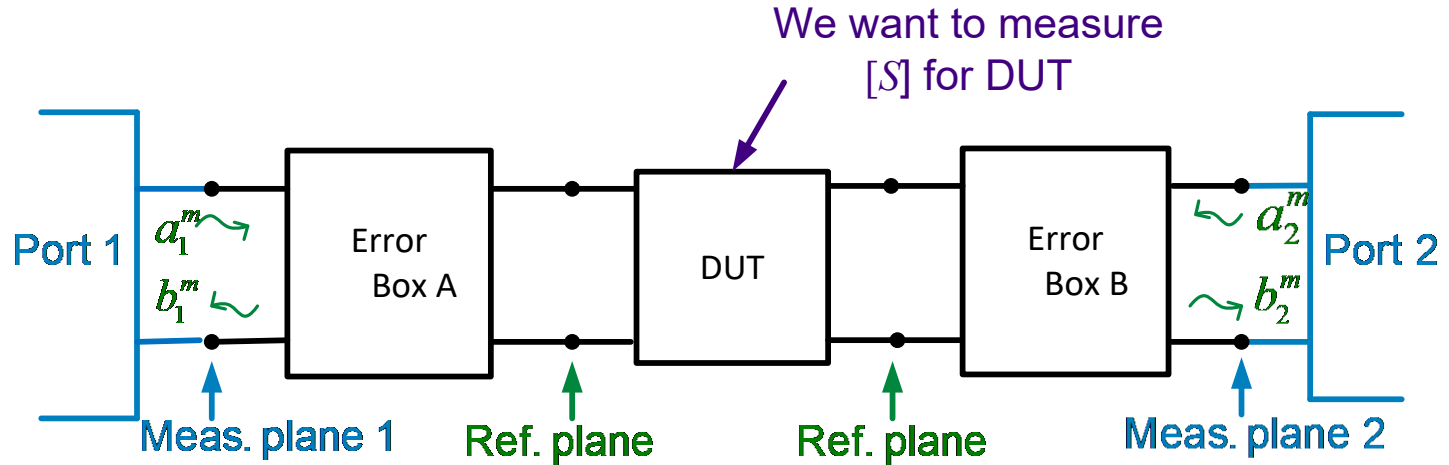 We want to measure
[S] for DUT
Port 1
a₁ᵐ
b₁ᵐ
Error
Box A
DUT
Error
Box B
a₂ᵐ
b₂ᵐ
Port 2
Meas. plane 1
Ref. plane
Ref. plane
Meas. plane 2